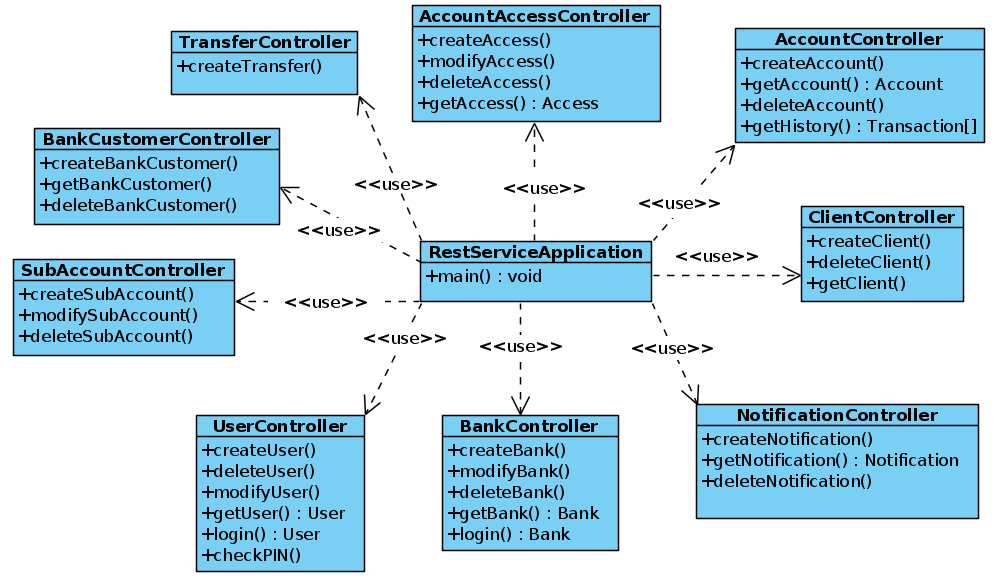 AccountAccessController
+createAccess()
+modifyAccess()
+deleteAccess()
+getAccess() : Access
TransferController
+createTransfer()
AccountController
+createAccount()
+getAccount() : Account
+deleteAccount()
+getHistory() : Transaction[]
BankCustomerController
+createBankCustomer()
+getBankCustomer()
+deleteBankCustomer()
<<use>>
<<use>>
<<use>>
<<use>>
ClientController
+createClient()
+deleteClient()
+getClient()
RestServiceApplication
+main() : void
<<use>>
SubAccountController
+createSubAccount()
+modifySubAccount()
+deleteSubAccount()
<<use>>
<<use>>
<<use>>
<<use>>
UserController
+createUser()
+deleteUser()
+modifyUser()
+getUser() : User
+login() : User
+checkPIN()
BankController
+createBank()
+modifyBank()
+deleteBank()
+getBank() : Bank
+login() : Bank
NotificationController
+createNotification()
+getNotification() : Notification
+deleteNotification()